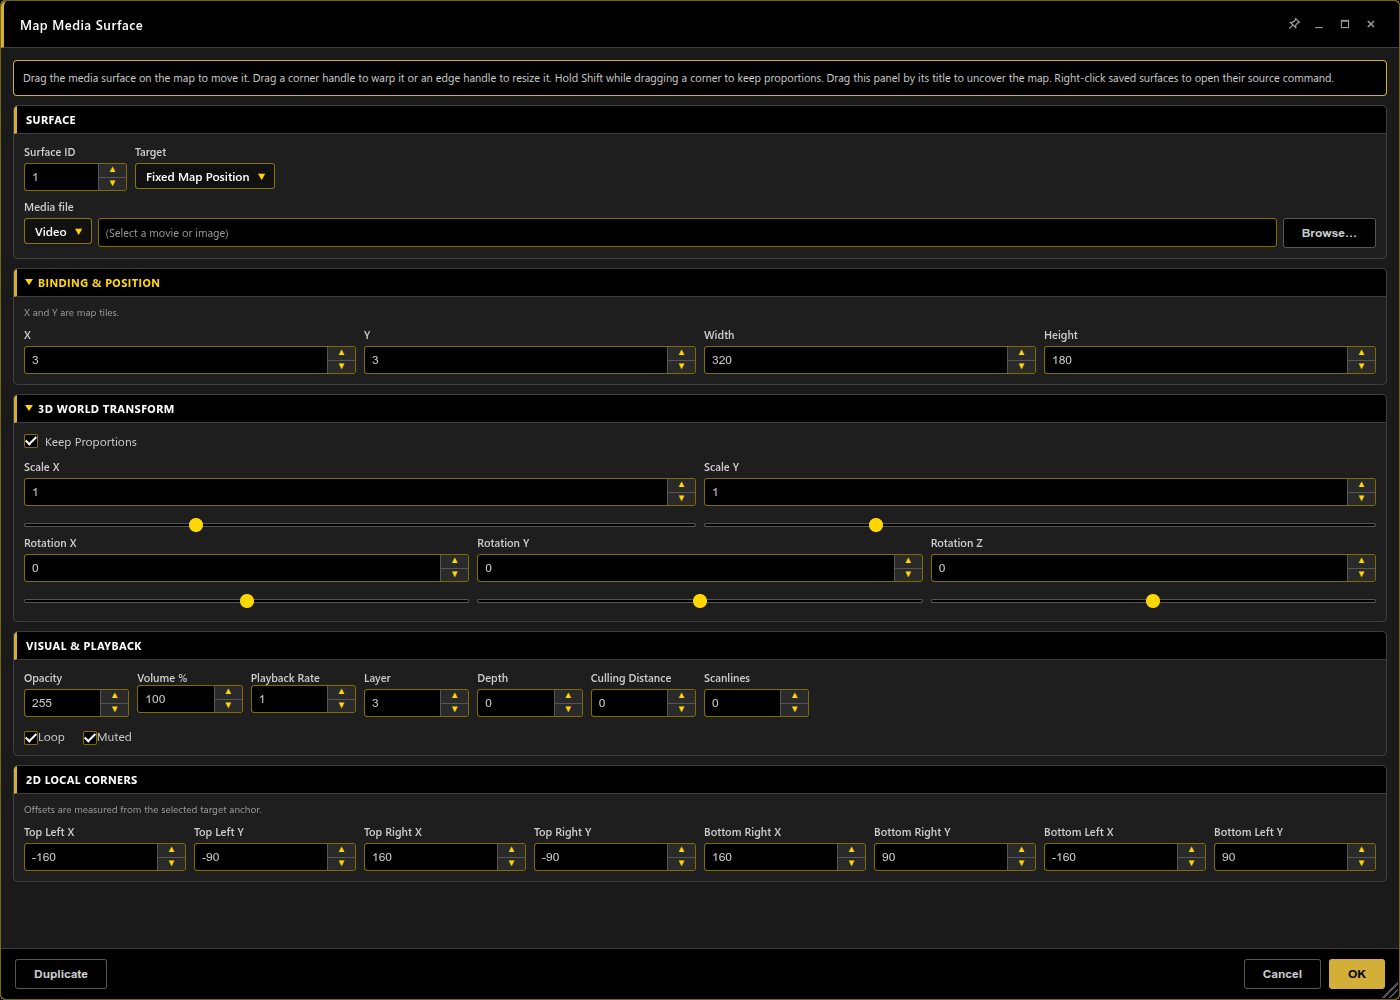 Map Media Surface
Drag the media surface on the map to move it. Drag a corner handle to warp it or an edge handle to resize it. Hold Shift while dragging a corner to keep proportions. Drag this panel by its title to uncover the map. Right-click saved surfaces to open their source command.
SURFACE
Surface ID Target
1 Fixed Map Position
Media file
Video (Select a movie or image) Browse...
BINDING & POSITION
X and Y are map tiles.
X Y Width Height
3 3 320 180
3D WORLD TRANSFORM
Keep Proportions
Scale X Scale Y
1 1
Rotation X Rotation Y Rotation Z
0 0 0
VISUAL & PLAYBACK
Opacity Volume % Playback Rate Layer Depth Culling Distance Scanlines
255 100 1 3 0 0 0
Loop Muted
2D LOCAL CORNERS
Offsets are measured from the selected target anchor.
Top Left X Top Left Y Top Right X Top Right Y Bottom Right X Bottom Right Y Bottom Left X Bottom Left Y
-160 -90 160 -90 160 90 -160 90
Duplicate Cancel OK